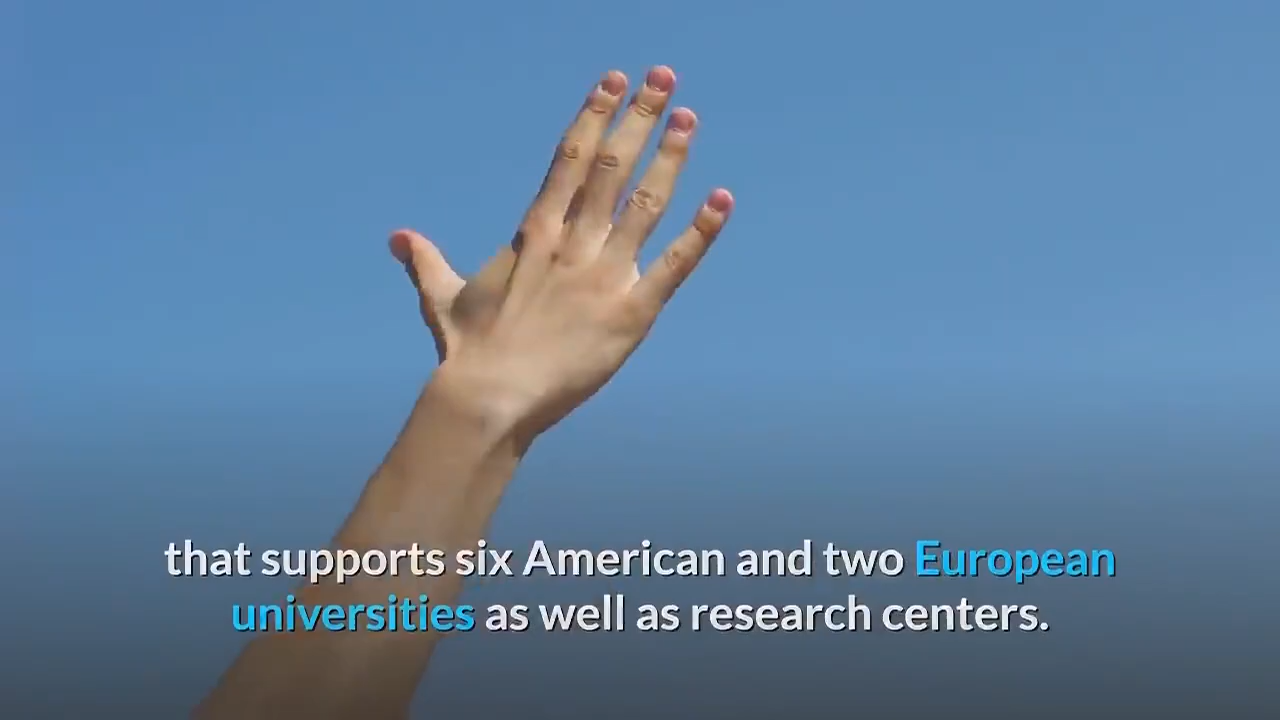 that supports six American and two European
universities as well as research centers.